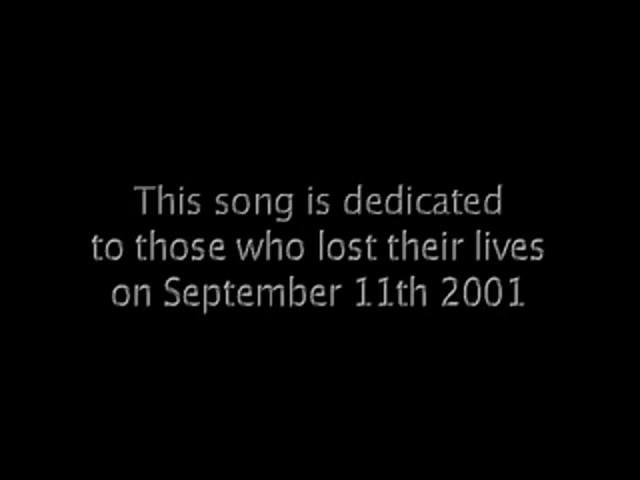 This song is dedicated
to those who lost their lives
on September 11th 2001